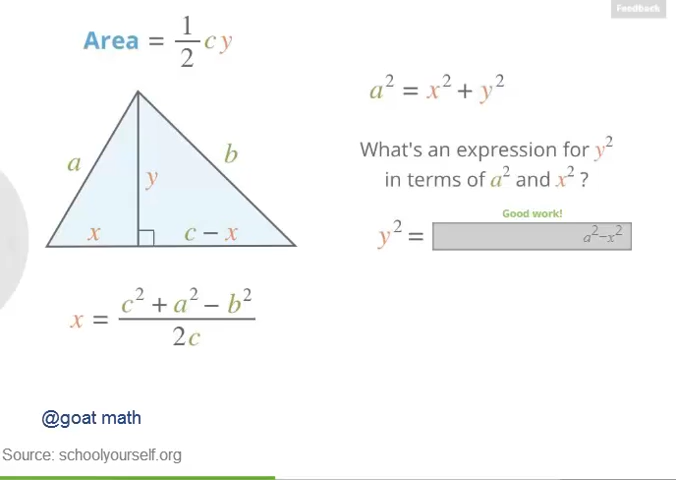 Feedback
Area = 1/2 cy
a² = x² + y²
What's an expression for y²
in terms of a² and x² ?
Good work!
y² = a²−x²
a
b
y
x
c − x
x = (c² + a² − b²)/2c
@goat math
Source: schoolyourself.org